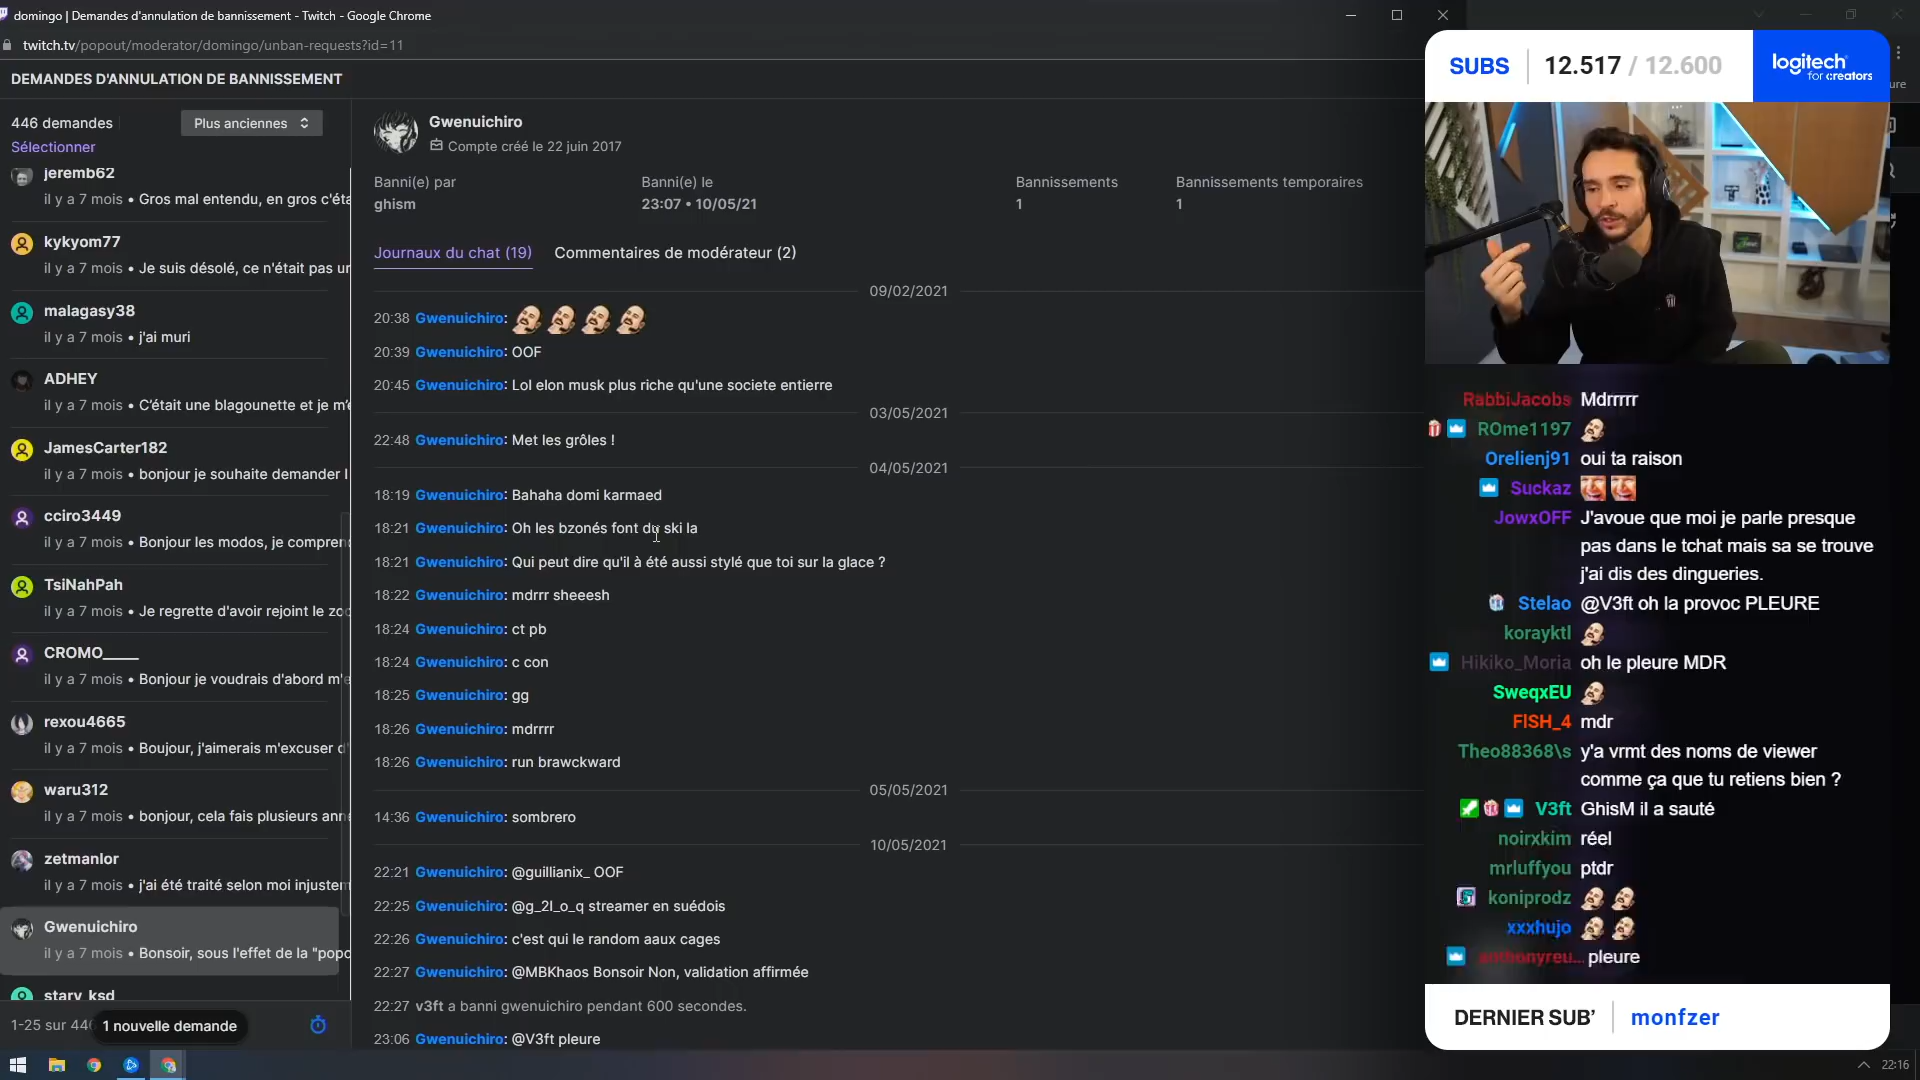 domingo | Demandes d'annulation de bannissement - Twitch - Google Chrome
twitch.tv/popout/moderator/domingo/unban-requests?id=11
DEMANDES D'ANNULATION DE BANNISSEMENT
446 demandes
Plus anciennes
Sélectionner
jeremb62
il y a 7 mois • Gros mal entendu, en gros c'éta
kykyom77
il y a 7 mois • Je suis désolé, ce n'était pas un
malagasy38
il y a 7 mois • j'ai muri
ADHEY
il y a 7 mois • C'était une blagounette et je m'e
JamesCarter182
il y a 7 mois • bonjour je souhaite demander l
cciro3449
il y a 7 mois • Bonjour les modos, je compren
TsiNahPah
il y a 7 mois • Je regrette d'avoir rejoint le zo
CROMO_____
il y a 7 mois • Bonjour je voudrais d'abord m'e
rexou4665
il y a 7 mois • Boujour, j'aimerais m'excuser d'
waru312
il y a 7 mois • bonjour, cela fais plusieurs ann
zetmanlor
il y a 7 mois • j'ai été traité selon moi injustem
Gwenuichiro
il y a 7 mois • Bonsoir, sous l'effet de la "popo
stary_ksd
1-25 sur 446
1 nouvelle demande
Gwenuichiro
Compte créé le 22 juin 2017
Banni(e) par
ghism
Banni(e) le
23:07 • 10/05/21
Bannissements
1
Bannissements temporaires
1
Journaux du chat (19)
Commentaires de modérateur (2)
09/02/2021
20:38 Gwenuichiro:
20:39 Gwenuichiro: OOF
20:45 Gwenuichiro: Lol elon musk plus riche qu'une societe entierre
03/05/2021
22:48 Gwenuichiro: Met les grôles !
04/05/2021
18:19 Gwenuichiro: Bahaha domi karmaed
18:21 Gwenuichiro: Oh les bzonés font du ski la
18:21 Gwenuichiro: Qui peut dire qu'il à été aussi stylé que toi sur la glace ?
18:22 Gwenuichiro: mdrrr sheeesh
18:24 Gwenuichiro: ct pb
18:24 Gwenuichiro: c con
18:25 Gwenuichiro: gg
18:26 Gwenuichiro: mdrrrr
18:26 Gwenuichiro: run brawckward
05/05/2021
14:36 Gwenuichiro: sombrero
10/05/2021
22:21 Gwenuichiro: @guillianix_ OOF
22:25 Gwenuichiro: @g_2l_o_q streamer en suédois
22:26 Gwenuichiro: c'est qui le random aaux cages
22:27 Gwenuichiro: @MBKhaos Bonsoir Non, validation affirmée
22:27 v3ft a banni gwenuichiro pendant 600 secondes.
23:06 Gwenuichiro: @V3ft pleure
SUBS
12.517 / 12.600
logitech
for creators
ure
RabbiJacobs Mdrrrrr
ROme1197
Orelienj91 oui ta raison
Suckaz
JowxOFF J'avoue que moi je parle presque
pas dans le tchat mais sa se trouve
j'ai dis des dingueries.
Stelao @V3ft oh la provoc PLEURE
korayktl
Hikiko_Moria oh le pleure MDR
SweqxEU
FISH_4 mdr
Theo88368\s y'a vrmt des noms de viewer
comme ça que tu retiens bien ?
V3ft GhisM il a sauté
noirxkim réel
mrluffyou ptdr
koniprodz
xxxhujo
anthonyreu... pleure
DERNIER SUB'
monfzer
22:16